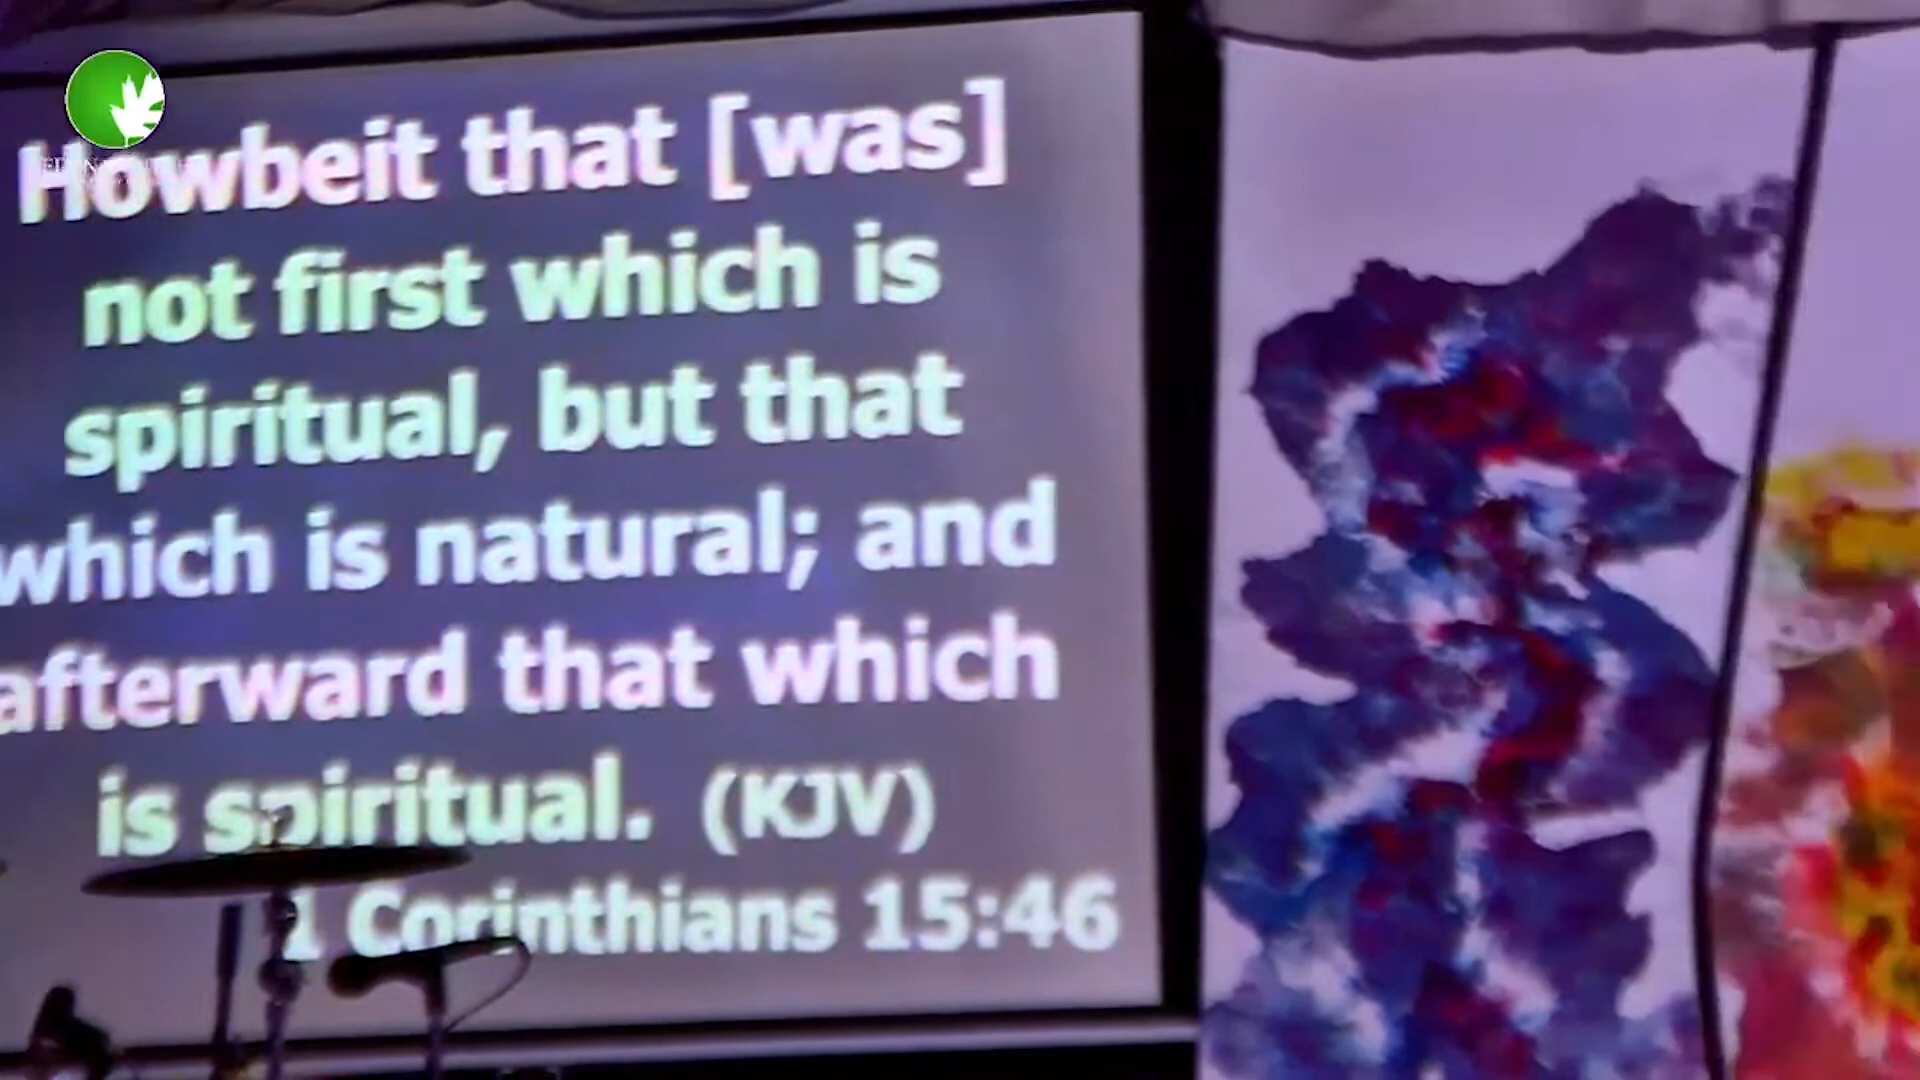 Howbeit that [was]
not first which is
spiritual, but that
which is natural; and
afterward that which
is spiritual. (KJV)
1 Corinthians 15:46